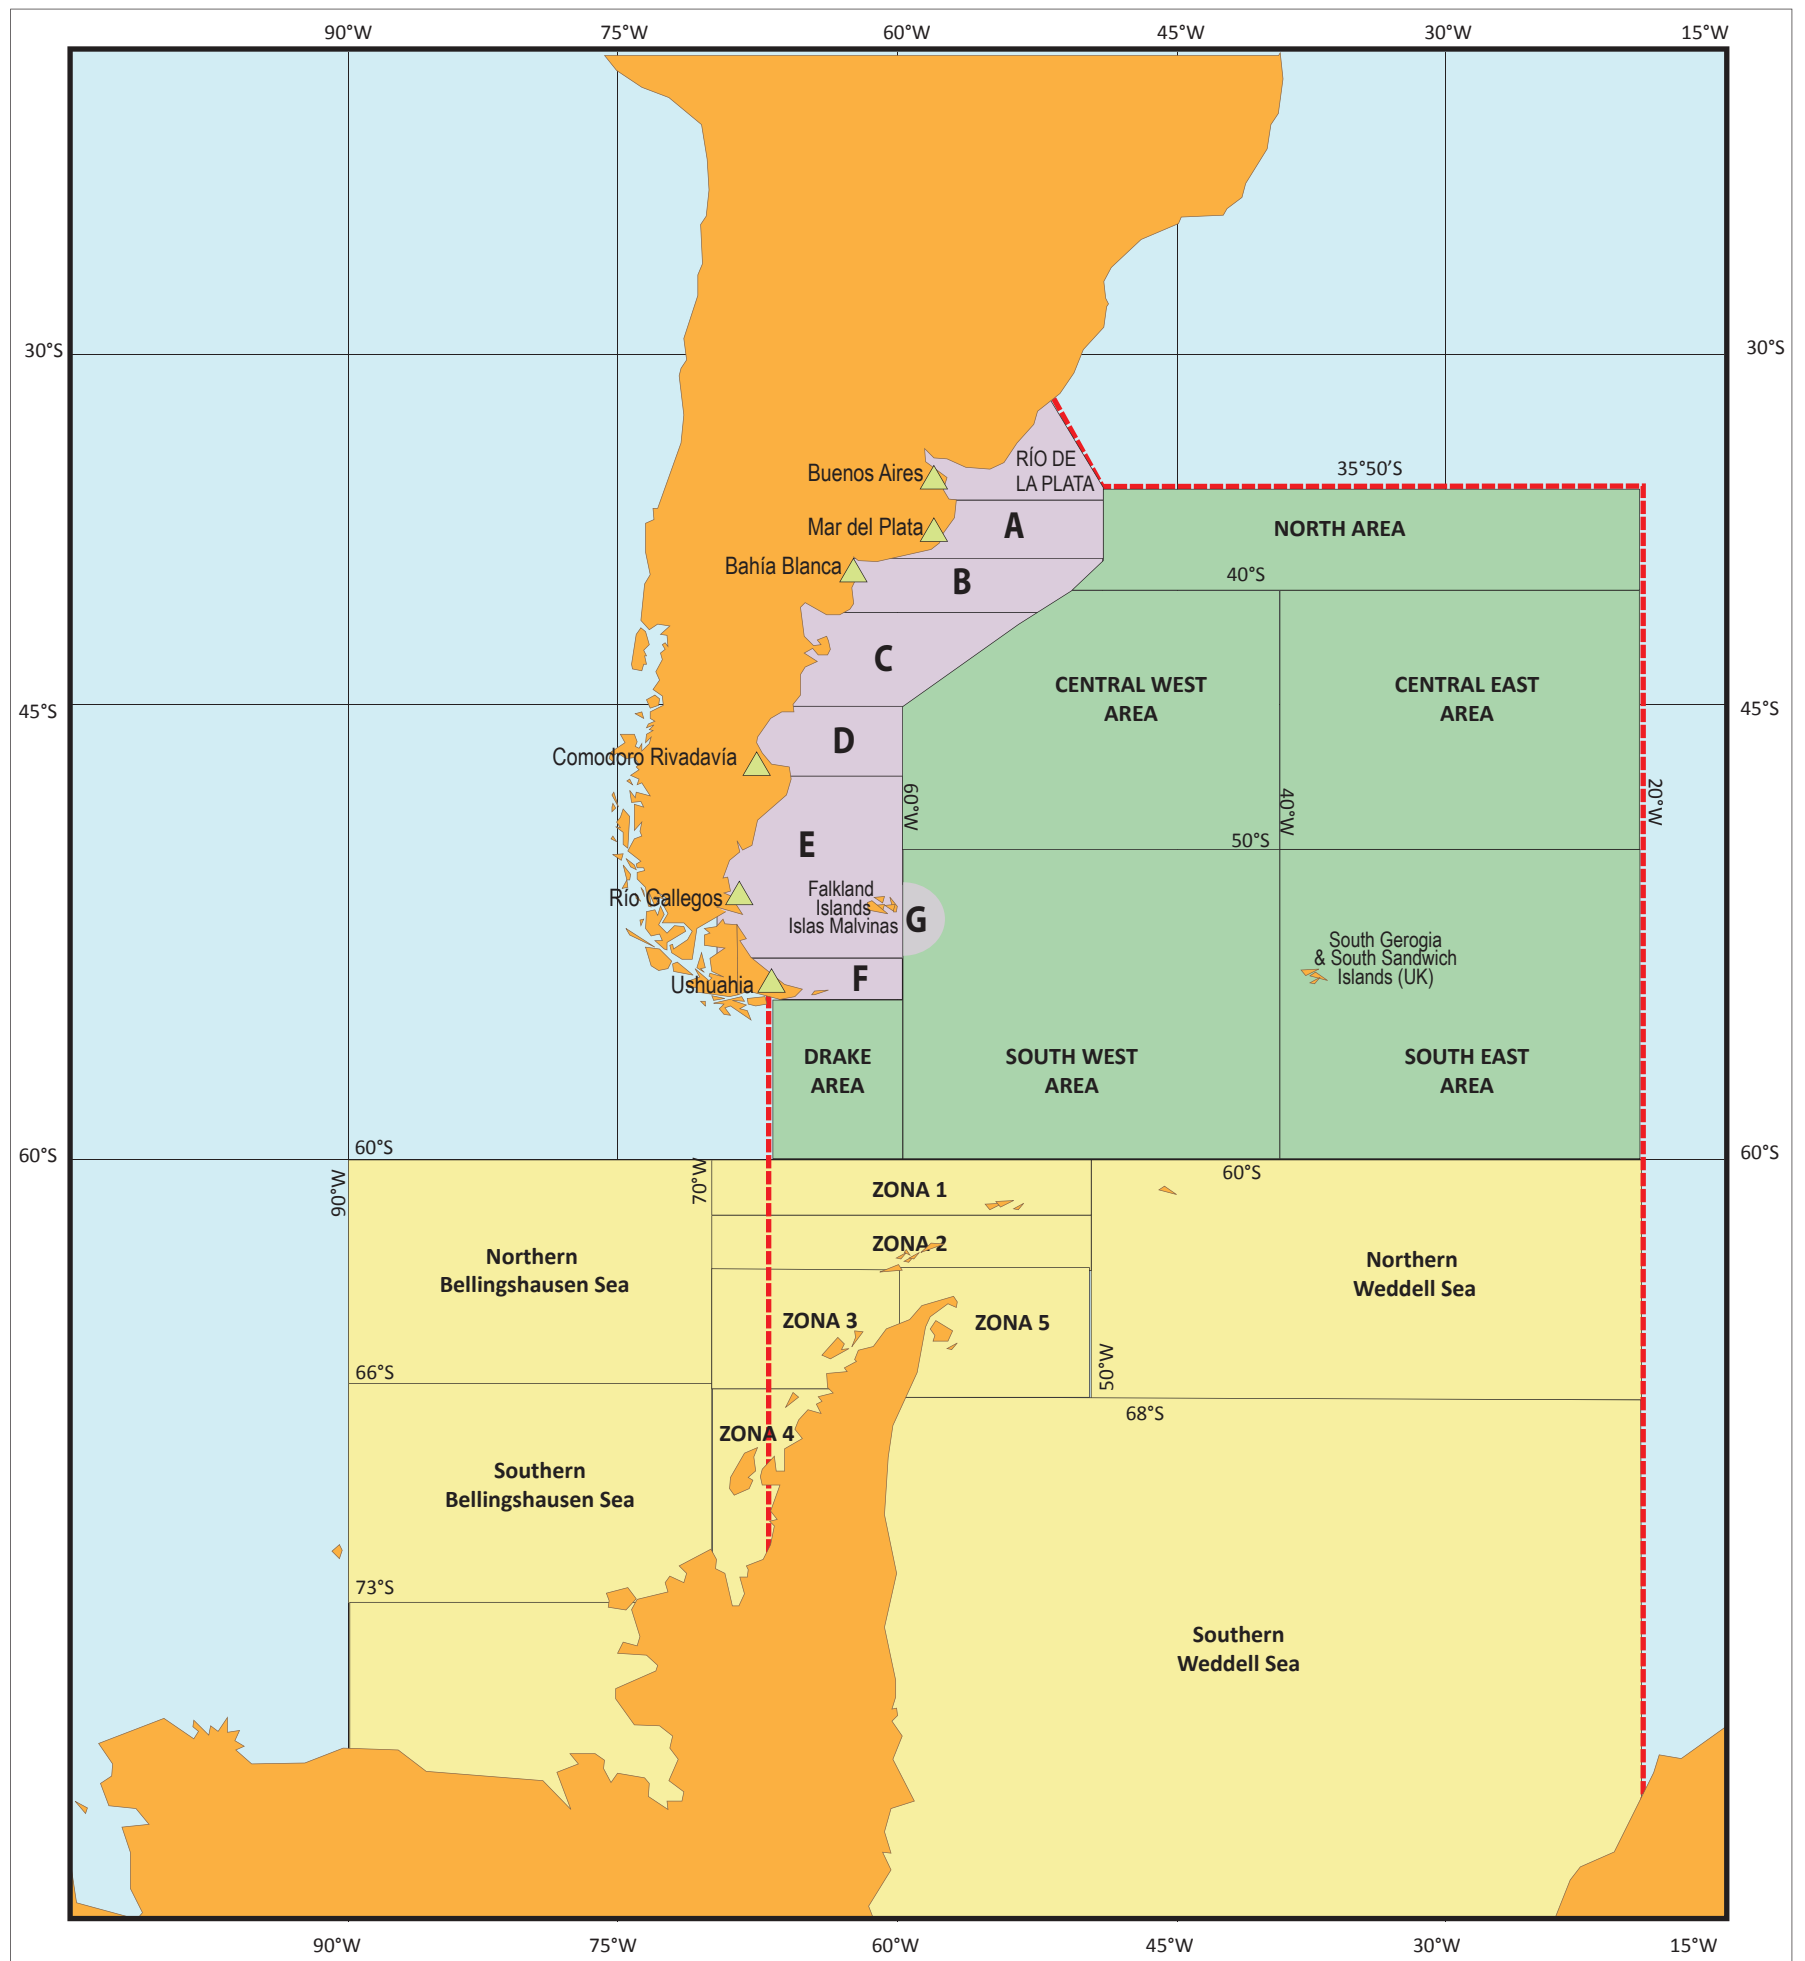 90°W
75°W
60°W
45°W
30°W
15°W
30°S
30°S
RÍO DE
LA PLATA
35°50’S
Buenos Aires
Mar del Plata
A
NORTH AREA
Bahía Blanca
B
40°S
C
CENTRAL WEST
AREA
CENTRAL EAST
AREA
45°S
45°S
D
Comodoro Rivadavía
60°W
40°W
20°W
E
50°S
Río Gallegos
Falkland
Islands
Islas Malvinas
G
South Gerogia
& South Sandwich
Islands (UK)
Ushuahia
F
DRAKE
AREA
SOUTH WEST
AREA
SOUTH EAST
AREA
60°S
60°S
60°S
60°S
90°W
70°W
ZONA 1
ZONA 2
Northern
Bellingshausen Sea
Northern
Weddell Sea
ZONA 3
ZONA 5
66°S
50°W
68°S
ZONA 4
Southern
Bellingshausen Sea
73°S
Southern
Weddell Sea
90°W
75°W
60°W
45°W
30°W
15°W